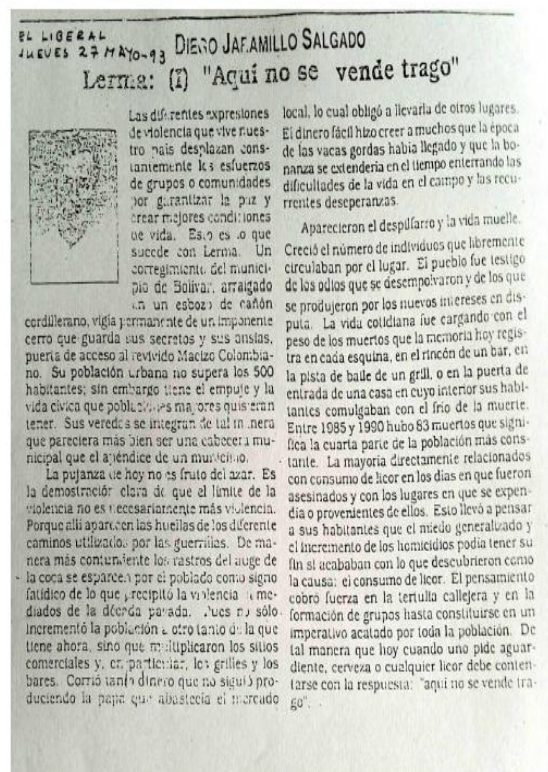 EL LIBERAL
JUEVES 27 MAYO-93
DIEGO JARAMILLO SALGADO
Lerma: (I) "Aquí no se vende trago"
Las diferentes expresiones
de violencia que vive nues-
tro país desplazan cons-
tantemente los esfuerzos
de grupos o comunidades
por garantizar la paz y
crear mejores condiciones
de vida. Esto es lo que
sucede con Lerma. Un
corregimiento del munici-
pio de Bolívar, arraigado
en un esbozo de cañón
cordillerano, vigía permanente de un imponente
cerro que guarda sus secretos y sus ansias,
puerta de acceso al revivido Macizo Colombia-
no. Su población urbana no supera los 500
habitantes; sin embargo tiene el empuje y la
vida cívica que poblaciones mayores quisieran
tener. Sus veredas se integran de tal manera
que pareciera más bien ser una cabecera mu-
nicipal que el apéndice de un municipio.
La pujanza de hoy no es fruto del azar. Es
la demostración clara de que el límite de la
violencia no es necesariamente más violencia.
Porque allí aparecen las huellas de los diferente
caminos utilizados por las guerrillas. De ma-
nera más contundente los rastros del auge de
la coca se esparcen por el poblado como signo
fatídico de lo que precipitó la violencia a me-
diados de la década pasada. Pues no sólo
incrementó la población a otro tanto de la que
tiene ahora, sino que multiplicaron los sitios
comerciales y, en particular, los grilles y los
bares. Corrió tanto dinero que no siguió pro-
duciendo la papa que abastecía el mercado
local, lo cual obligó a llevarla de otros lugares.
El dinero fácil hizo creer a muchos que la época
de las vacas gordas había llegado y que la bo-
nanza se extendería en el tiempo enterrando las
dificultades de la vida en el campo y las recu-
rrentes deseperanzas.
Aparecieron el despilfarro y la vida muelle.
Creció el número de individuos que libremente
circulaban por el lugar. El pueblo fue testigo
de los odios que se desempolvaron y de los que
se produjeron por los nuevos intereses en dis-
puta. La vida cotidiana fue cargando con el
peso de los muertos que la memoria hoy regis-
tra en cada esquina, en el rincón de un bar, en
la pista de baile de un grill, o en la puerta de
entrada de una casa en cuyo interior sus habi-
tantes comulgaban con el frío de la muerte.
Entre 1985 y 1990 hubo 83 muertos que signi-
fica la cuarta parte de la población más cons-
tante. La mayoría directamente relacionados
con consumo de licor en los días en que fueron
asesinados y con los lugares en que se expen-
día o provenientes de ellos. Esto llevó a pensar
a sus habitantes que el miedo generalizado y
el incremento de los homicidios podía tener su
fin si acababan con lo que descubrieron como
la causa: el consumo de licor. El pensamiento
cobró fuerza en la tertulia callejera y en la
formación de grupos hasta constituirse en un
imperativo acatado por toda la población. De
tal manera que hoy cuando uno pide aguar-
diente, cerveza o cualquier licor debe conten-
tarse con la respuesta: "aquí no se vende tra-
go".